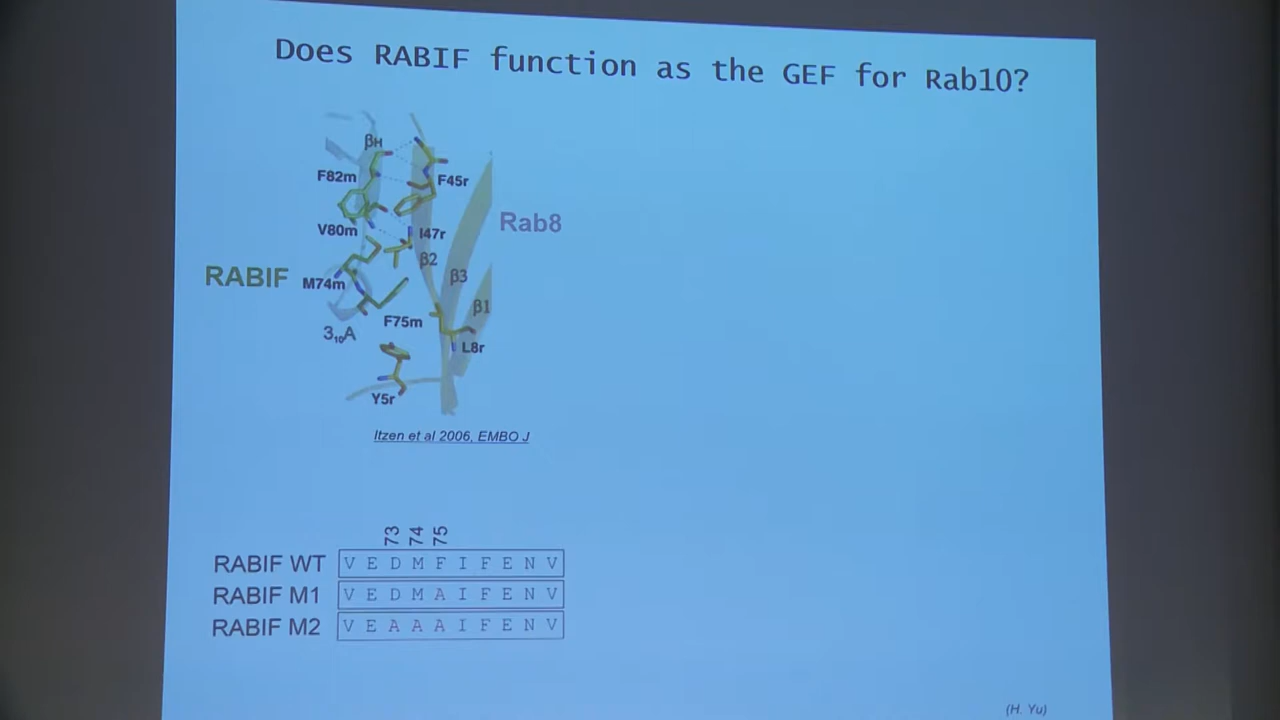 Does RABIF function as the GEF for Rab10?
βH
F82m
F45r
V80m
I47r
Rab8
β2
RABIF
M74m
β3
β1
F75m
3₁₀A
L8r
Y5r
Itzen et al 2006, EMBO J
73 74 75
RABIF WT V E D M F I F E N V
RABIF M1 V E D M A I F E N V
RABIF M2 V E A A A I F E N V
(H. Yu)